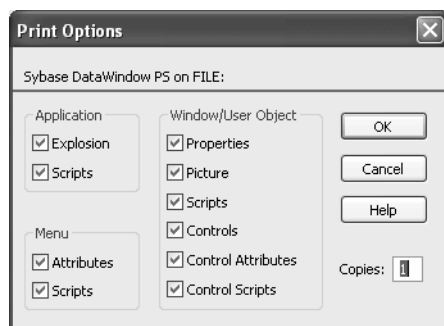 Print Options
Sybase DataWindow PS on FILE:
Application
Explosion
Scripts
Menu
Attributes
Scripts
Window/User Object
Properties
Picture
Scripts
Controls
Control Attributes
Control Scripts
OK
Cancel
Help
Copies: 1